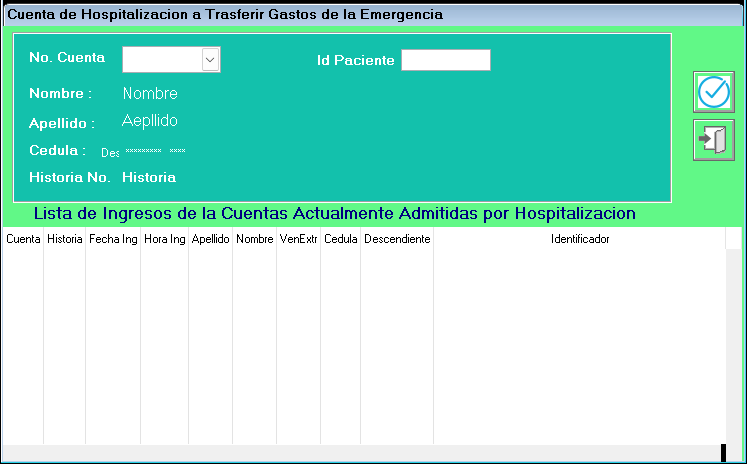 Cuenta de Hospitalizacion a Trasferir Gastos de la Emergencia
No. Cuenta Id Paciente
Nombre : Nombre
Apellido : Aepllido
Cedula : Des
Historia No. Historia
Lista de Ingresos de la Cuentas Actualmente Admitidas por Hospitalizacion
Cuenta Historia Fecha Ing Hora Ing Apellido Nombre VenExtr Cedula Descendiente Identificador